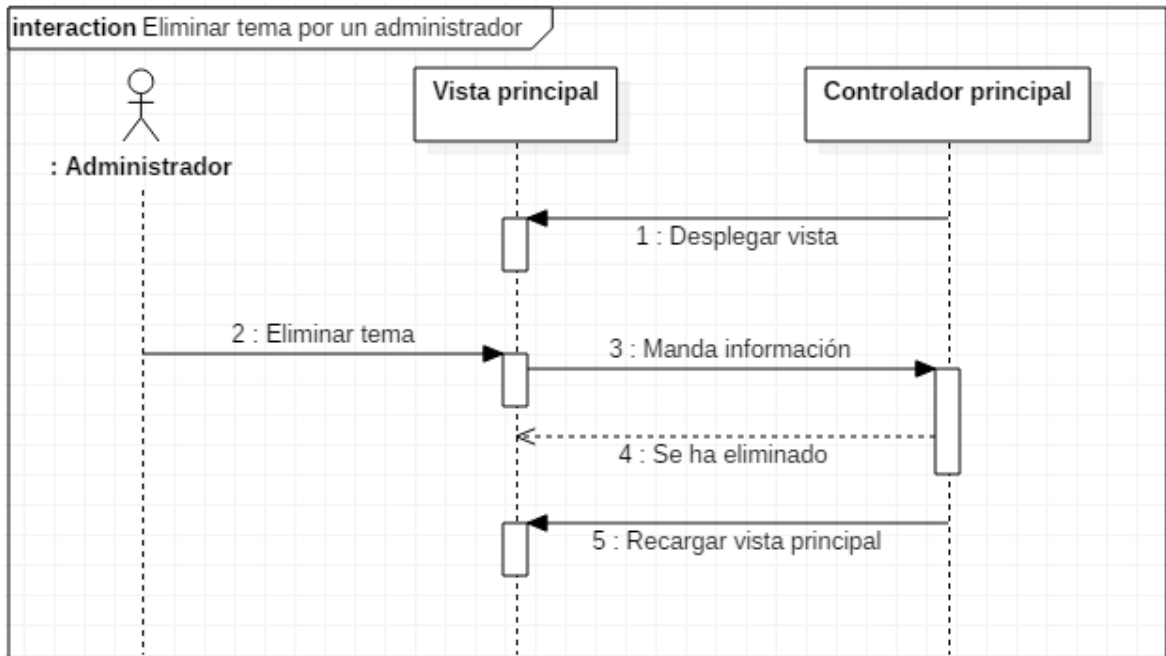 interaction Eliminar tema por un administrador
Vista principal
Controlador principal
: Administrador
1 : Desplegar vista
2 : Eliminar tema
3 : Manda información
4 : Se ha eliminado
5 : Recargar vista principal